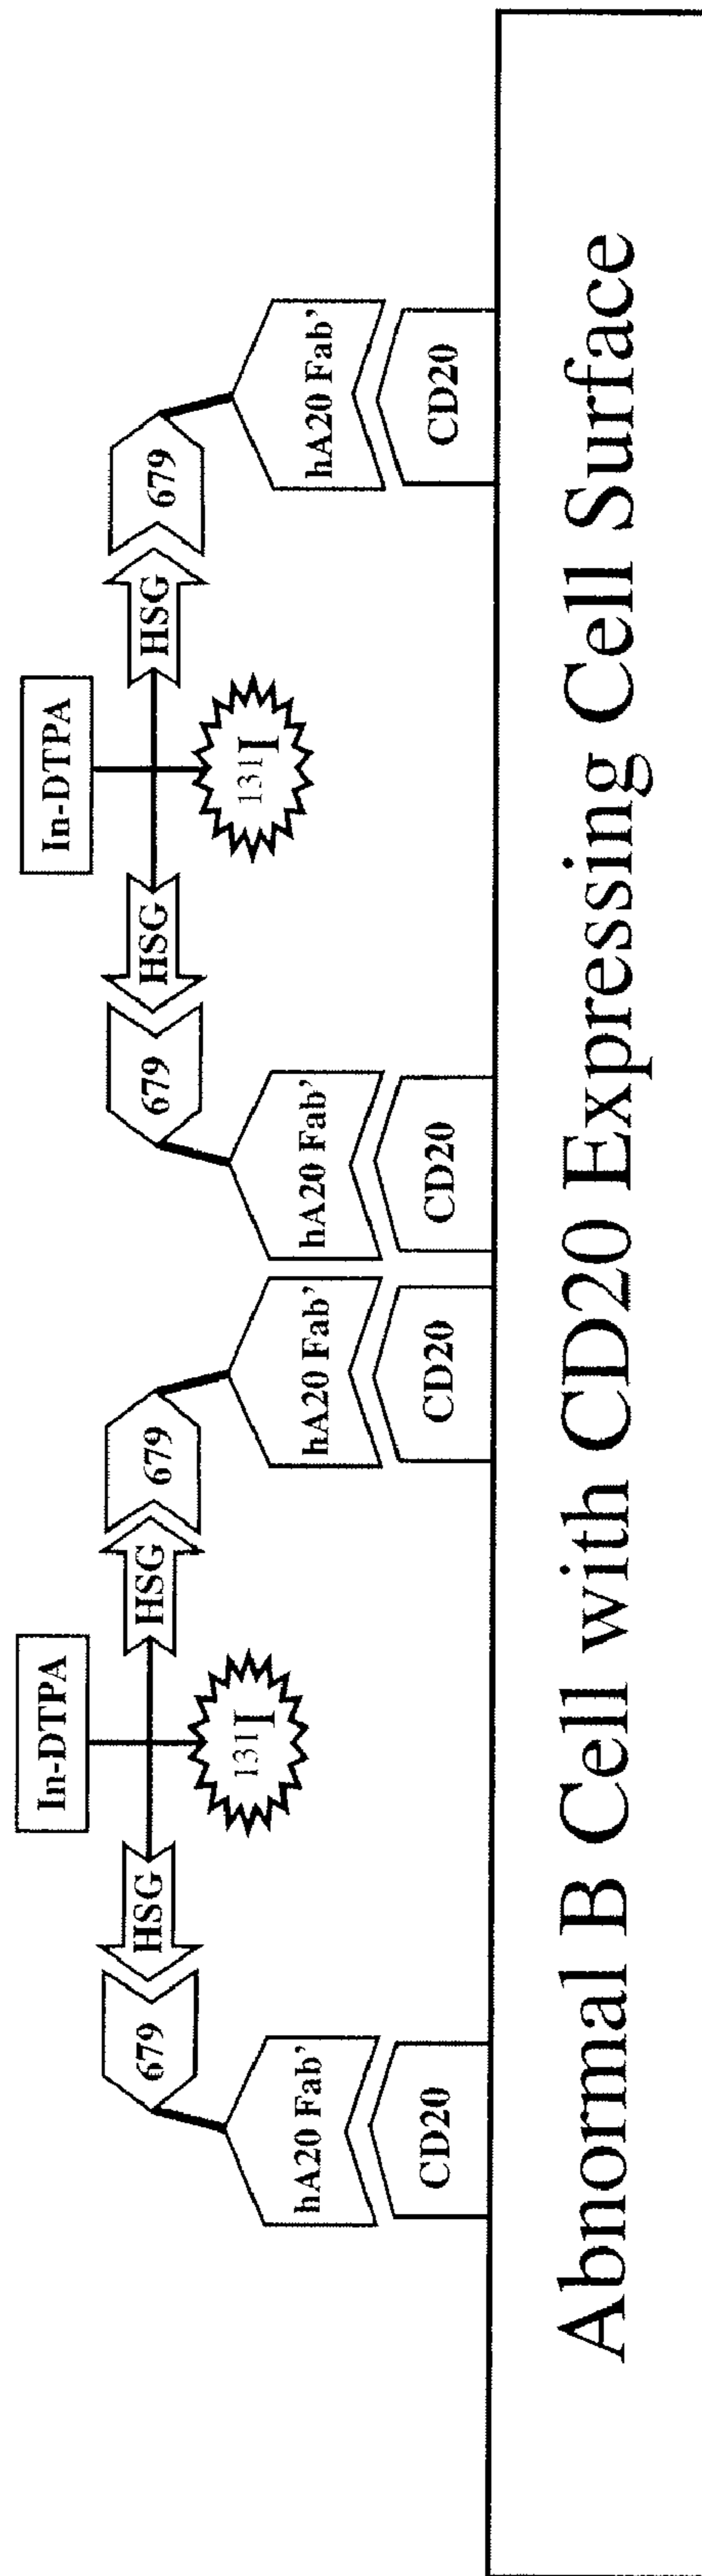 In-DTPA
In-DTPA
679
HSG
HSG
679
679
HSG
HSG
679
131I
131I
hA20 Fab’
hA20 Fab’
hA20 Fab’
hA20 Fab’
CD20
CD20
CD20
CD20
Abnormal B Cell with CD20 Expressing Cell Surface